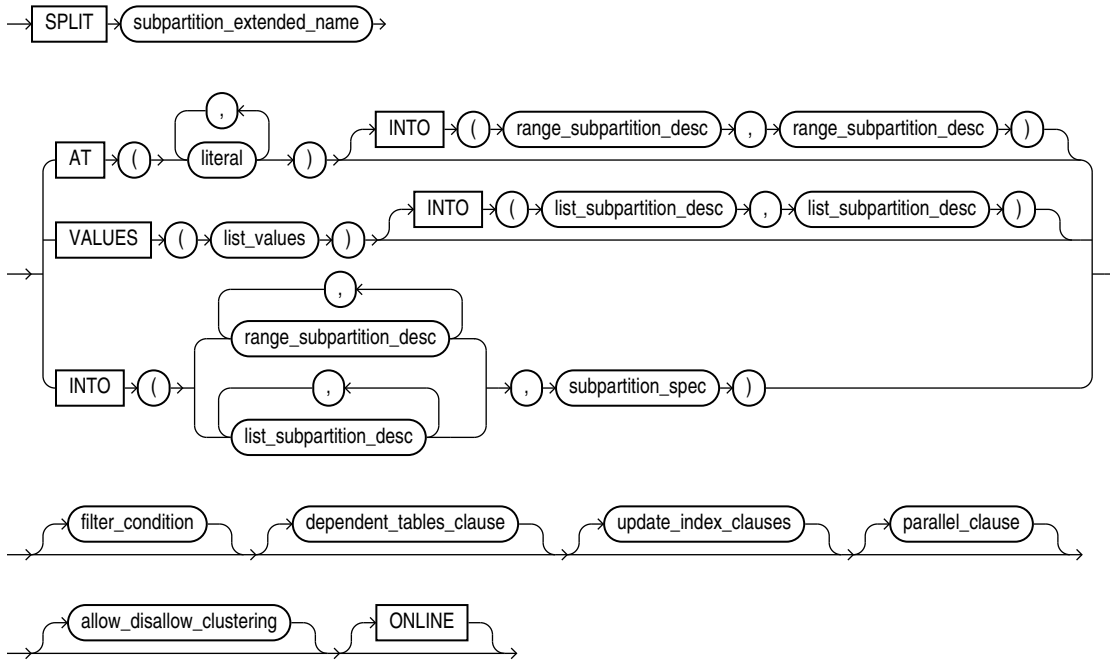 SPLIT subpartition_extended_name
,
INTO ( range_subpartition_desc , range_subpartition_desc )
AT ( literal )
INTO ( list_subpartition_desc , list_subpartition_desc )
VALUES ( list_values )
,
range_subpartition_desc
INTO ( , , subpartition_spec )
list_subpartition_desc
filter_condition dependent_tables_clause update_index_clauses parallel_clause
allow_disallow_clustering ONLINE